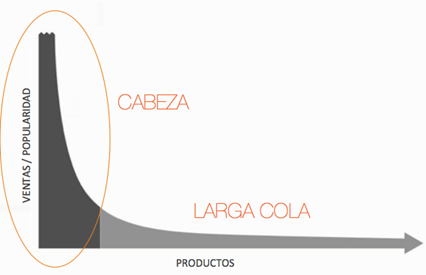 CABEZA
VENTAS / POPULARIDAD
LARGA COLA
PRODUCTOS